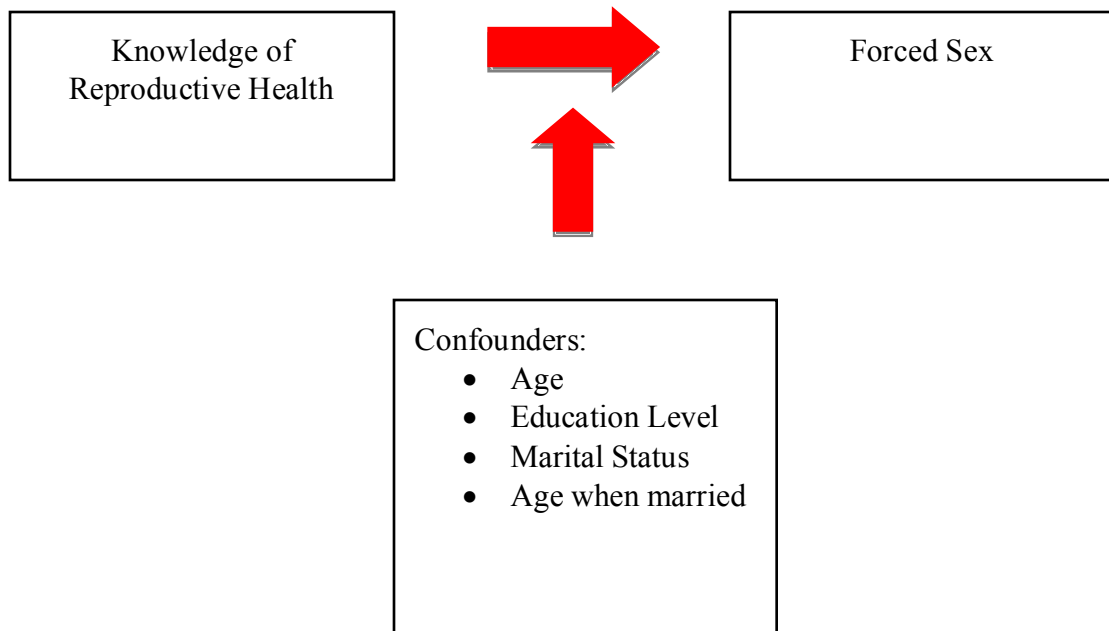 Knowledge of
Reproductive Health
Forced Sex
Confounders:
• Age
• Education Level
• Marital Status
• Age when married